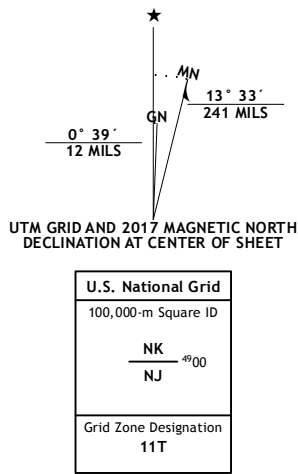 ★
MN
GN
13° 33´
241 MILS
0° 39´
12 MILS
UTM GRID AND 2017 MAGNETIC NORTH
DECLINATION AT CENTER OF SHEET
U.S. National Grid
100,000-m Square ID
NK
4900
NJ
Grid Zone Designation
11T